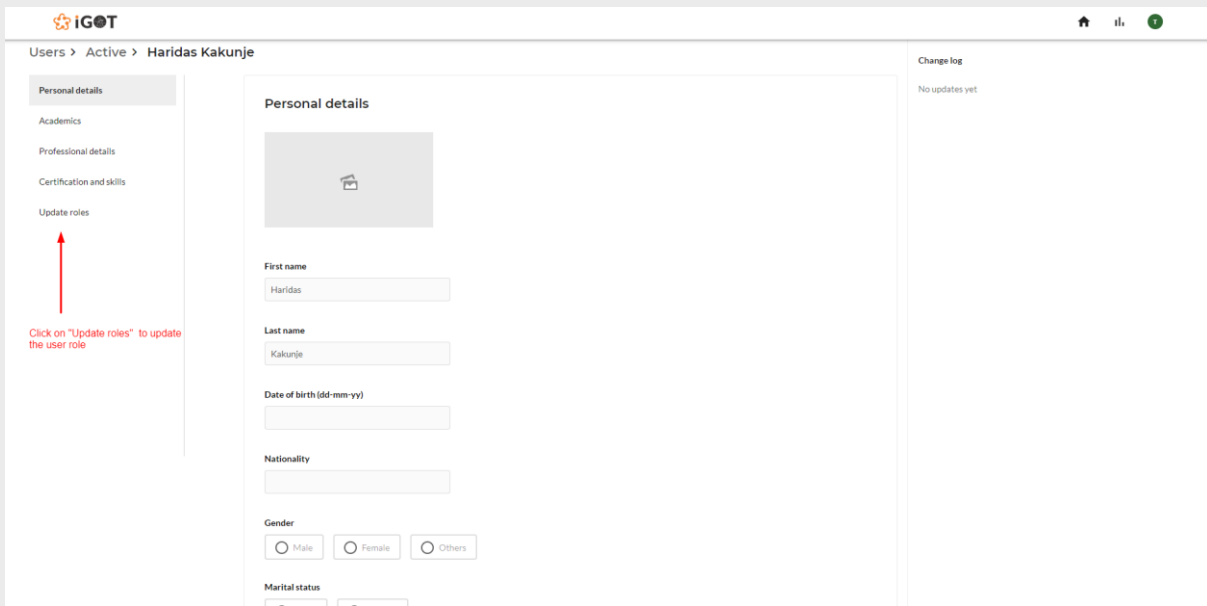 iGOT
T
Users > Active > Haridas Kakunje
Change log
No updates yet
Personal details
Academics
Professional details
Certification and skills
Update roles
Click on "Update roles" to update
the user role
Personal details
First name
Haridas
Last name
Kakunje
Date of birth (dd-mm-yy)
Nationality
Gender
Male Female Others
Marital status